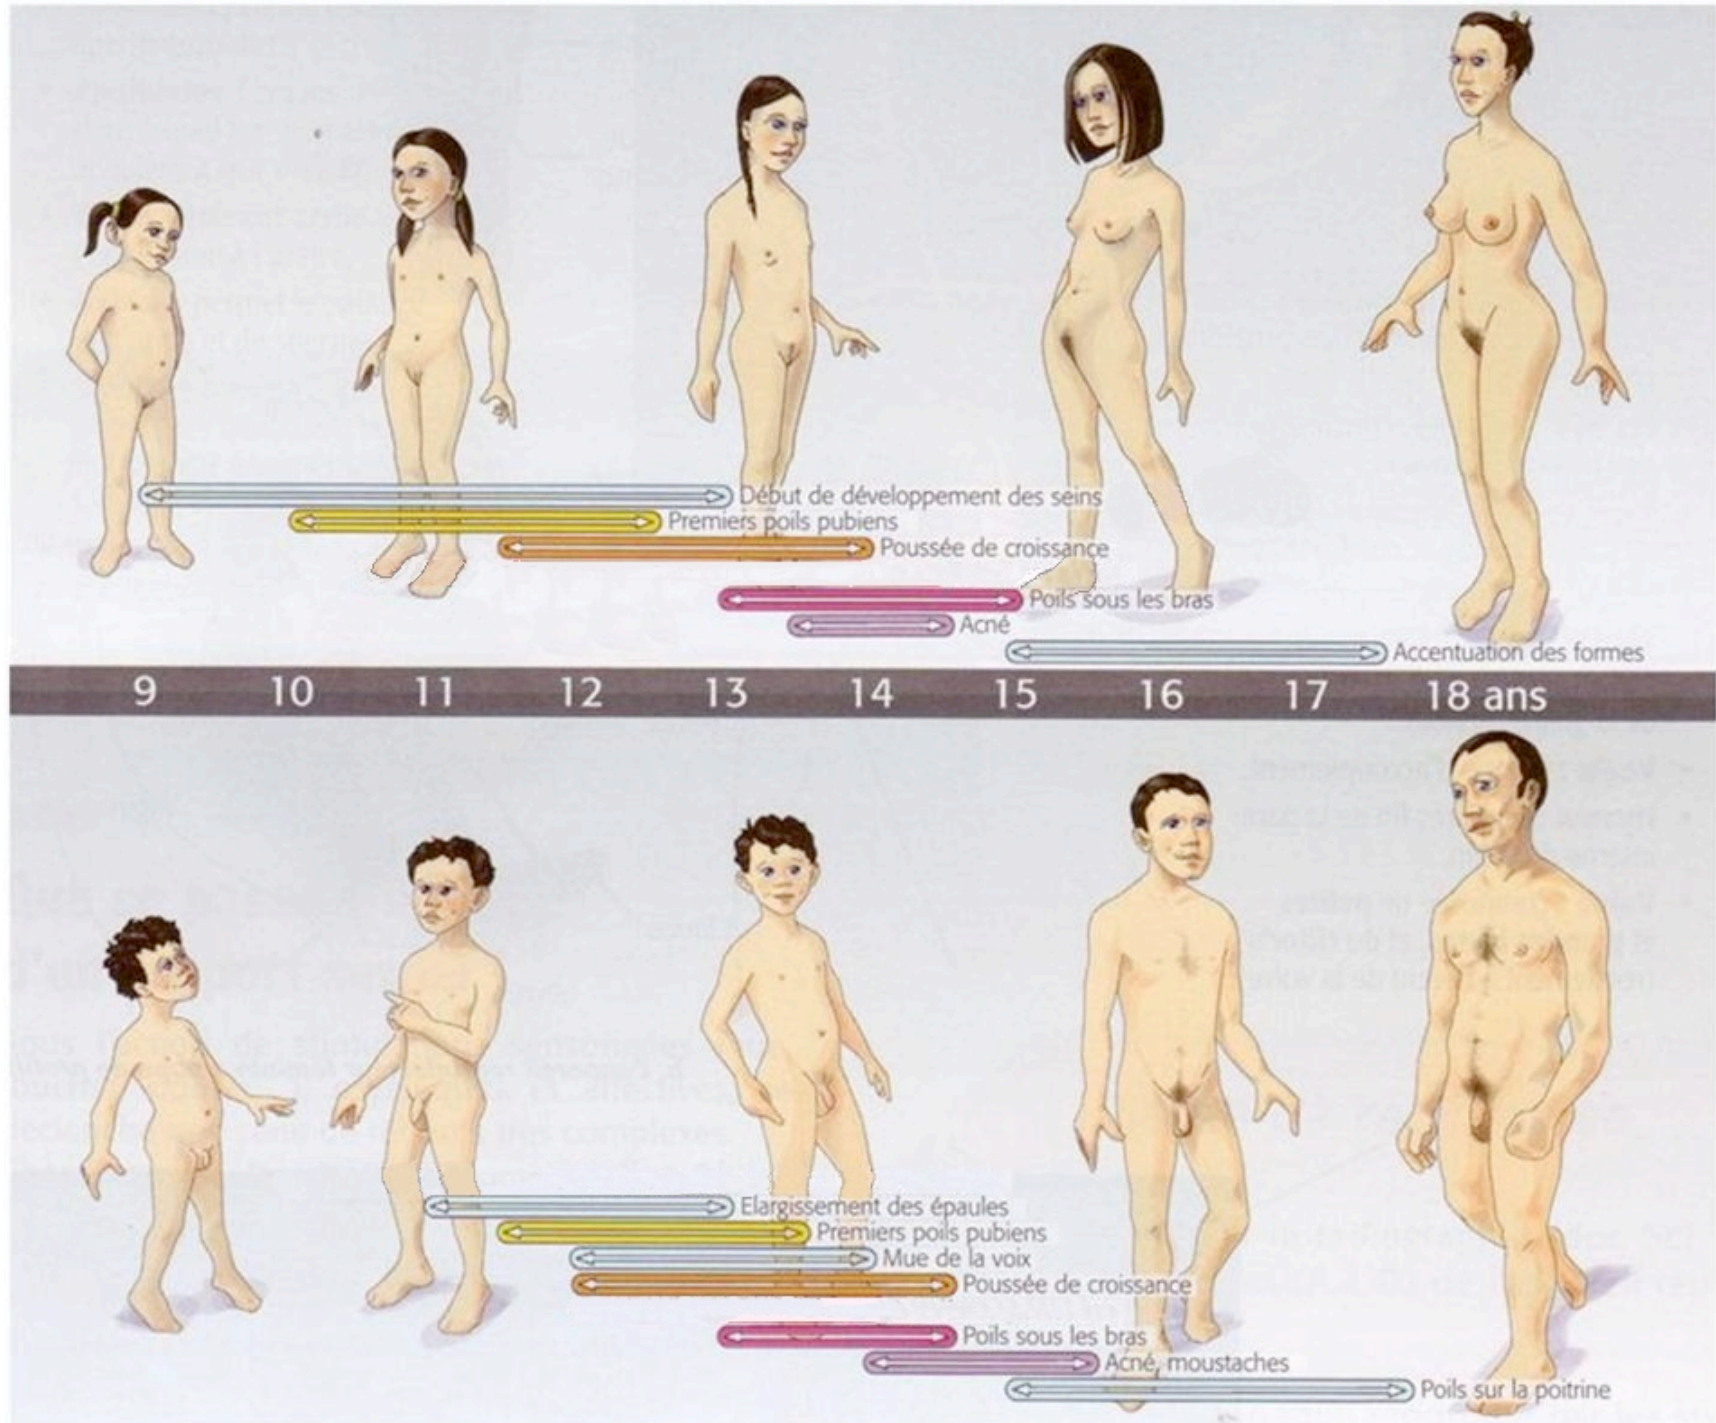 Début de développement des seins
Premiers poils pubiens
Poussée de croissance
Poils sous les bras
Acné
Accentuation des formes
9 10 11 12 13 14 15 16 17 18 ans
Elargissement des épaules
Premiers poils pubiens
Mue de la voix
Poussée de croissance
Poils sous les bras
Acné, moustaches
Poils sur la poitrine